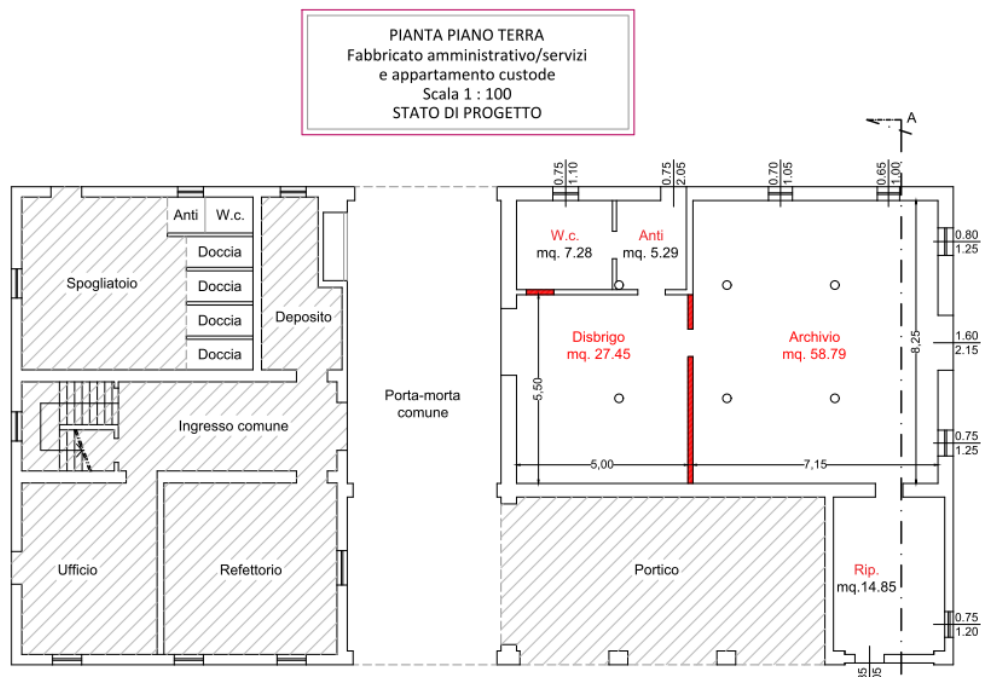 PIANTA PIANO TERRA
Fabbricato amministrativo/servizi
e appartamento custode
Scala 1 : 100
STATO DI PROGETTO
A
0.75
1.10
0.75
2.05
0.70
1.05
0.65
1.00
Anti
W.c.
W.c.
mq. 7.28
Anti
mq. 5.29
0.80
1.25
Doccia
Spogliatoio
Doccia
Deposito
Doccia
Disbrigo
mq. 27.45
Archivio
mq. 58.79
8,25
1.60
2.15
Doccia
5,50
Porta-morta
comune
Ingresso comune
0.75
1.25
5,00
7,15
Ufficio
Refettorio
Portico
Rip.
mq.14.85
0.75
1.20